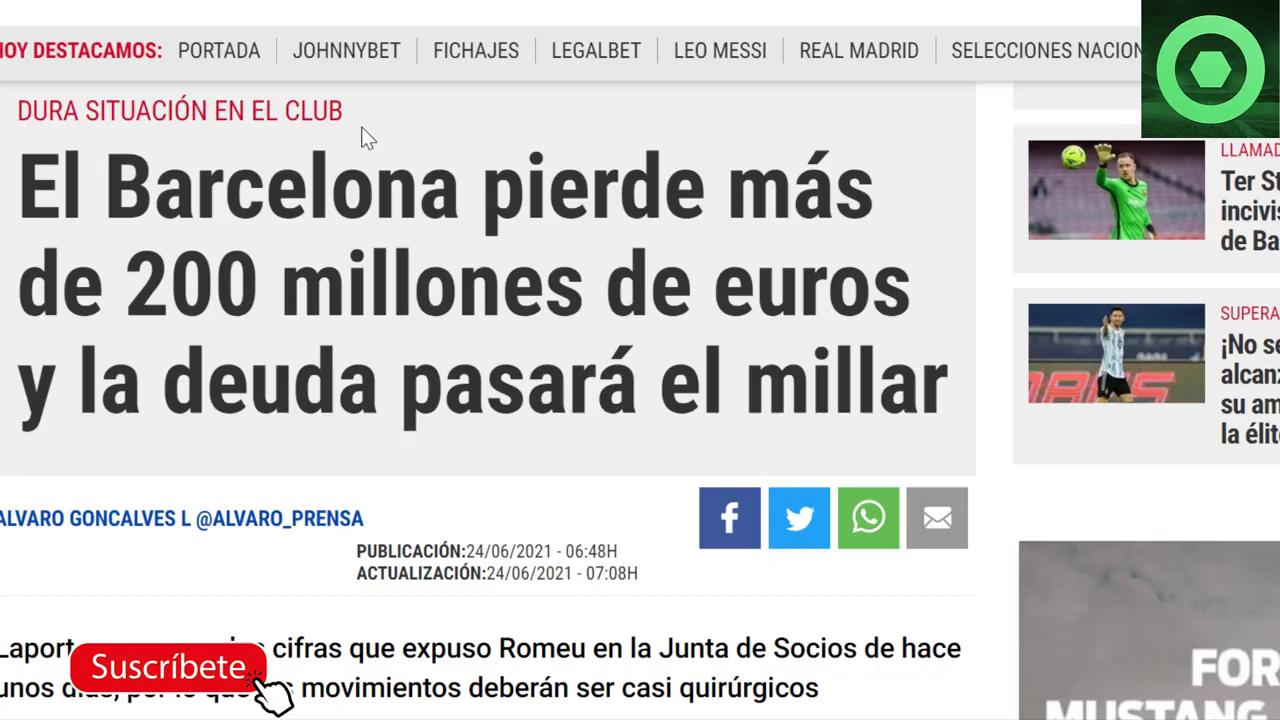 HOY DESTACAMOS: PORTADA JOHNNYBET FICHAJES LEGALBET LEO MESSI REAL MADRID SELECCIONES NACION
DURA SITUACIÓN EN EL CLUB
El Barcelona pierde más
de 200 millones de euros
y la deuda pasará el millar
ALVARO GONCALVES L @ALVARO_PRENSA
PUBLICACIÓN:24/06/2021 - 06:48H
ACTUALIZACIÓN:24/06/2021 - 07:08H
Laport cifras que expuso Romeu en la Junta de Socios de hace
unos movimientos deberán ser casi quirúrgicos
Suscríbete
LLAMAD
Ter St
incivis
de Ba
SUPERA
¡No se
alcanz
su am
la élite
FOR
MUSTANG